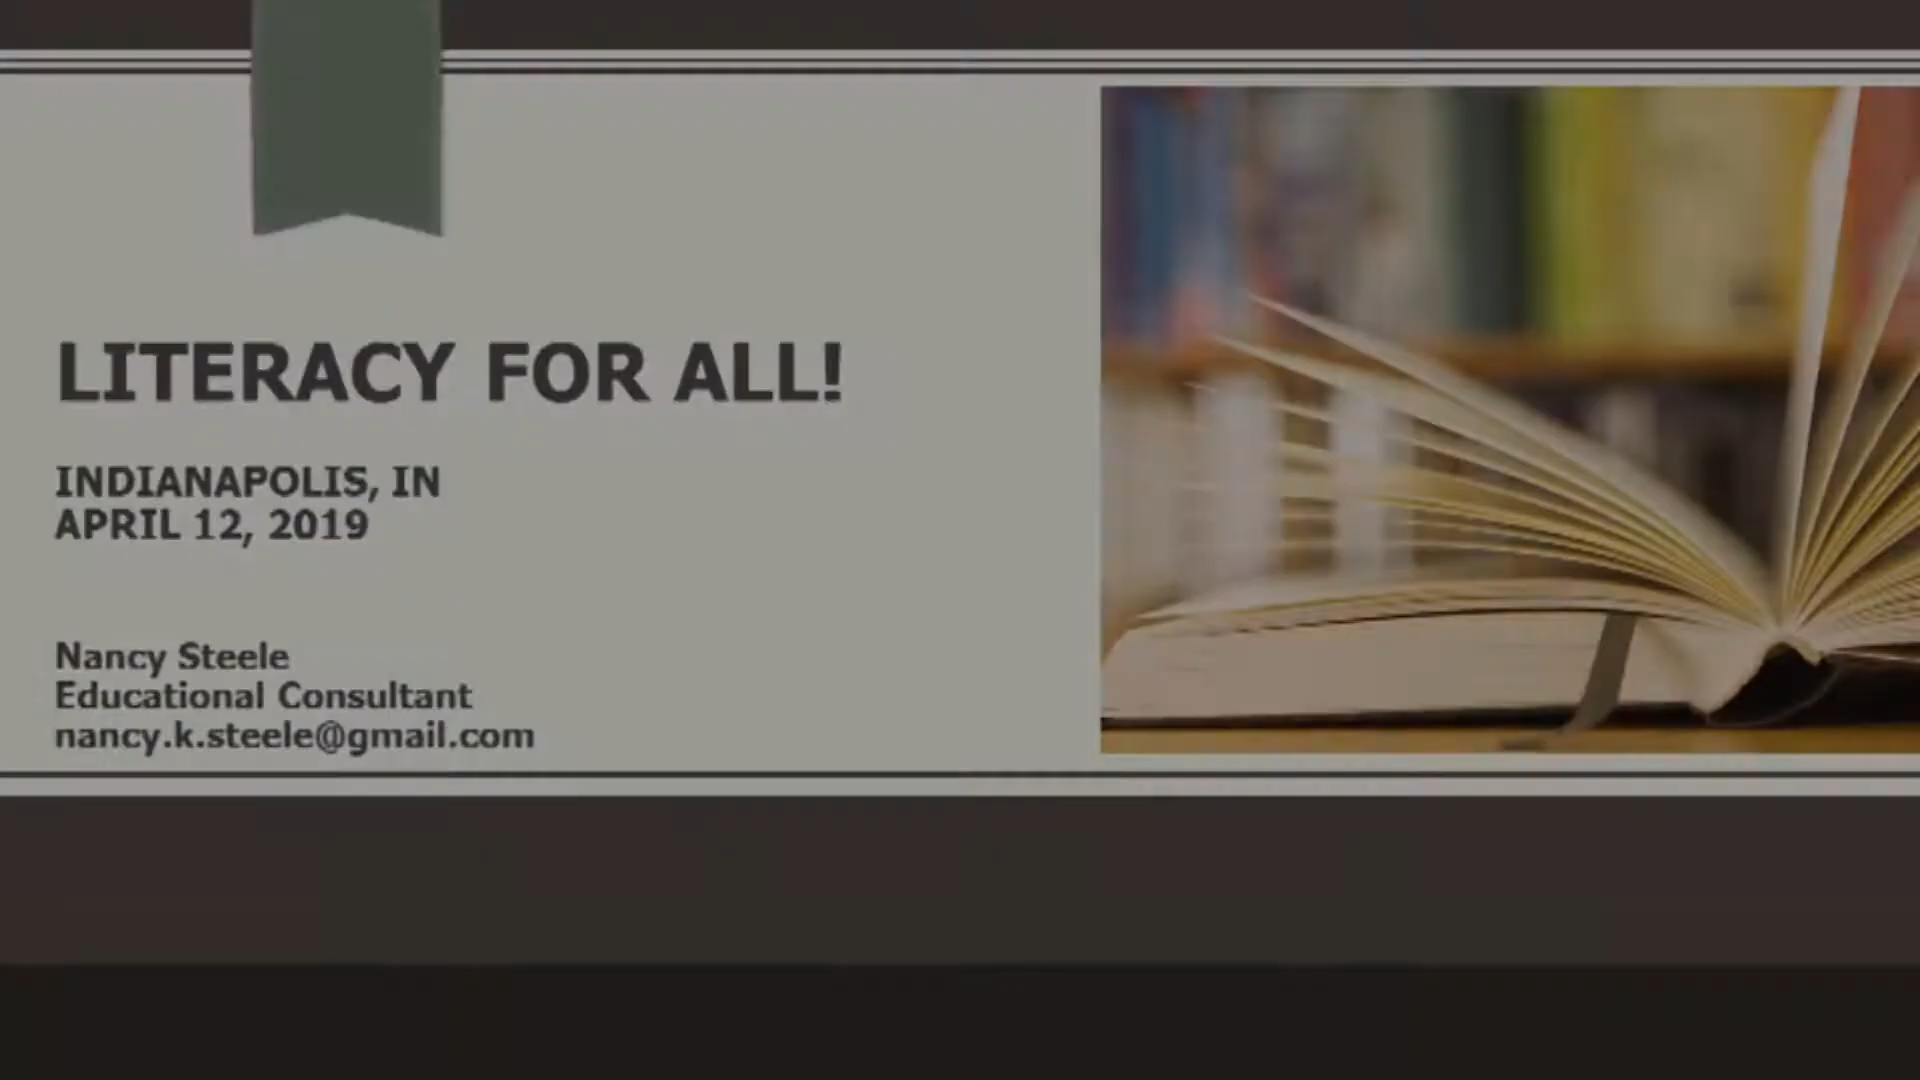 LITERACY FOR ALL!
INDIANAPOLIS, IN
APRIL 12, 2019
Nancy Steele
Educational Consultant
nancy.k.steele@gmail.com